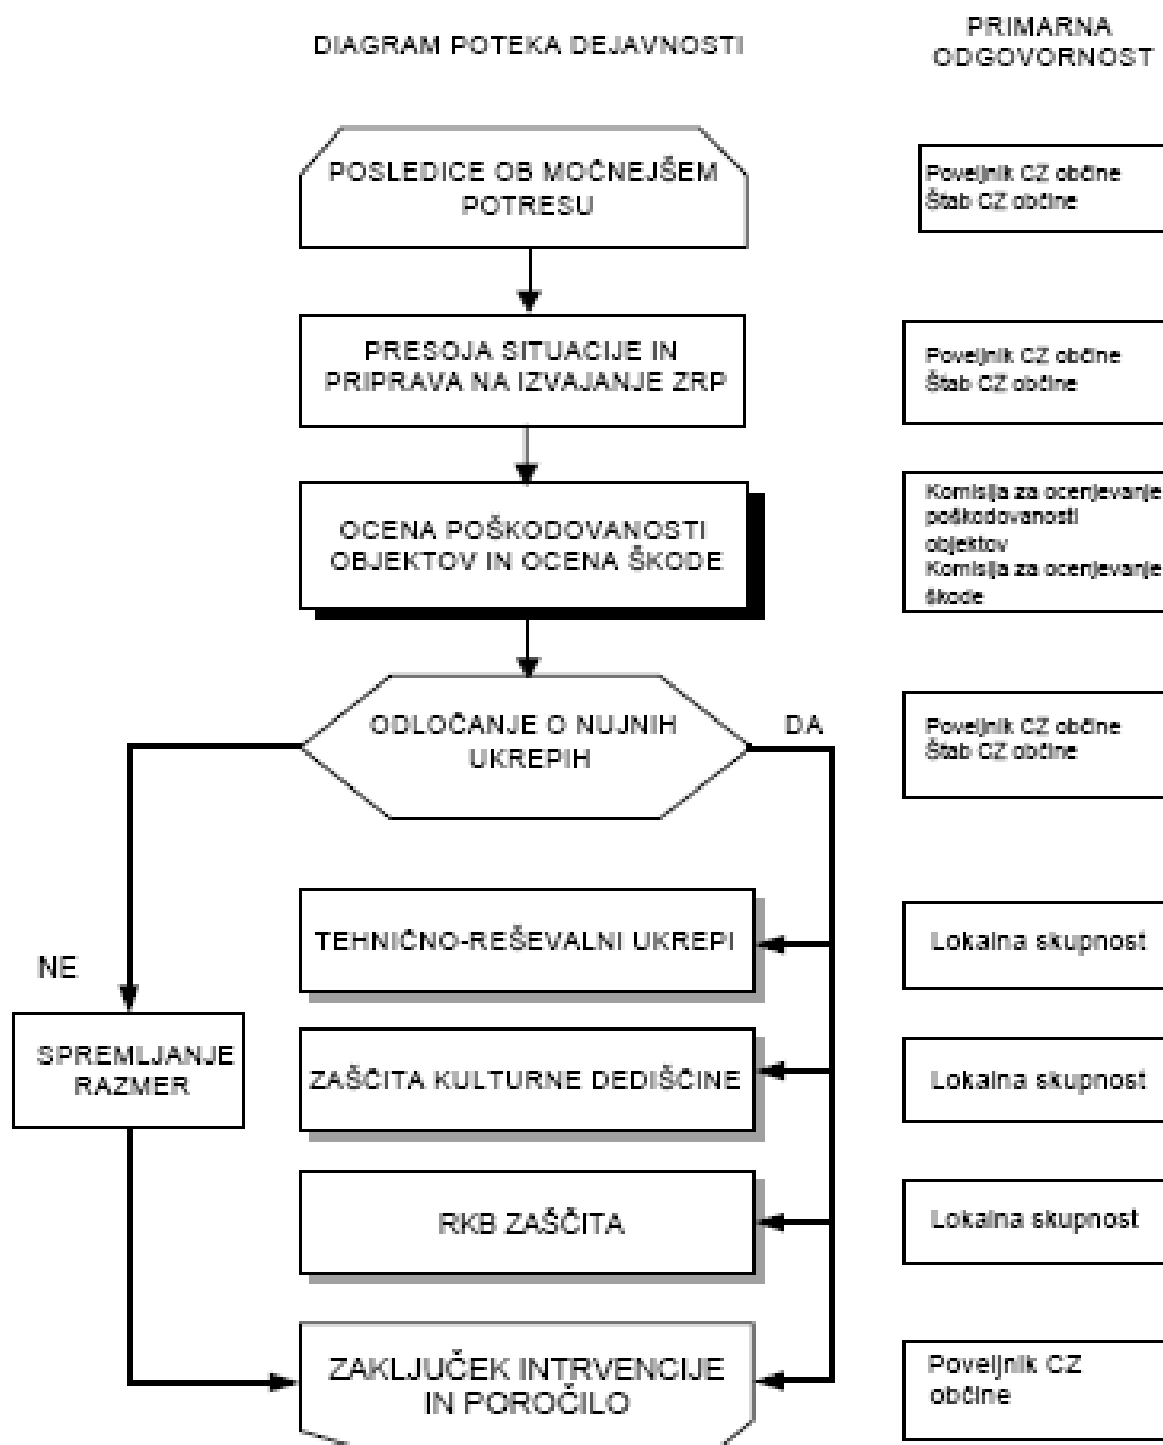 DIAGRAM POTEKA DEJAVNOSTI
PRIMARNA
ODGOVORNOST
POSLEDICE OB MOČNEJŠEM
POTRESU
Poveljnik CZ občine
Štab CZ občine
PRESOJA SITUACIJE IN
PRIPRAVA NA IZVAJANJE ZRP
Poveljnik CZ občine
Štab CZ občine
OCENA POŠKODOVANOSTI
OBJEKTOV IN OCENA ŠKODE
Komisija za ocenjevanje
poškodovanosti
objektov
Komisija za ocenjevanje
škode
ODLOČANJE O NUJNIH
UKREPIH
DA
Poveljnik CZ občine
Štab CZ občine
TEHNIČNO-REŠEVALNI UKREPI
Lokalna skupnost
NE
SPREMLJANJE
RAZMER
ZAŠČITA KULTURNE DEDIŠČINE
Lokalna skupnost
RKB ZAŠČITA
Lokalna skupnost
ZAKLJUČEK INTRVENCIJE
IN POROČILO
Poveljnik CZ
občine